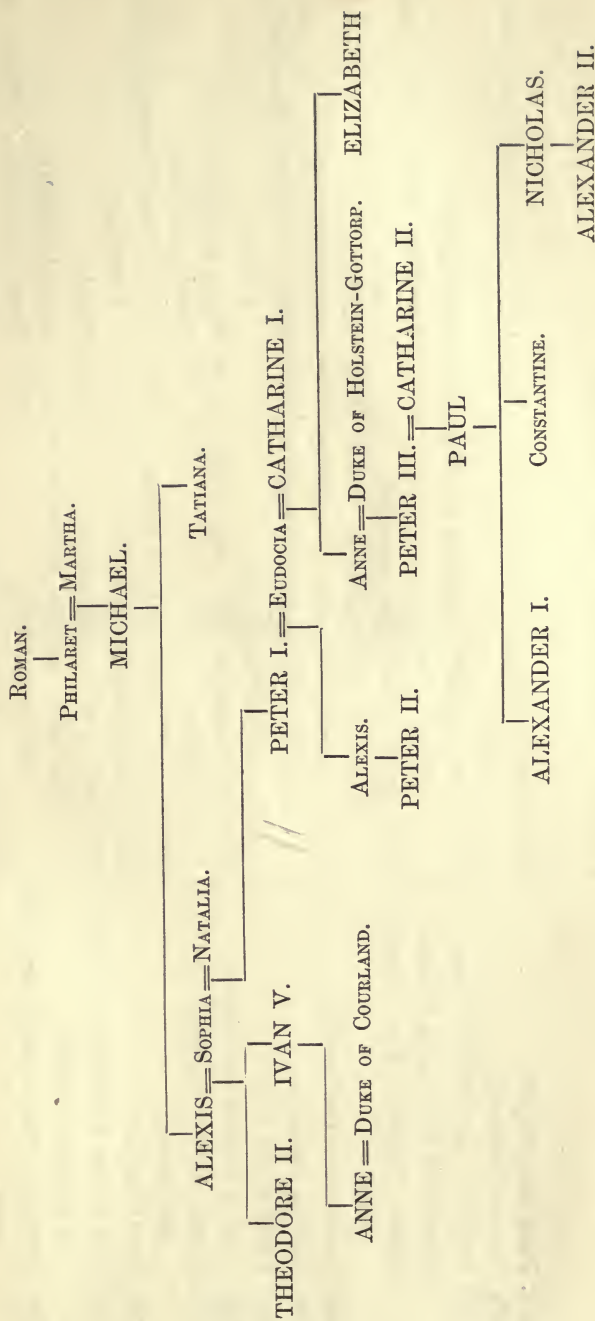 ROMAN.
PHILARET=MARTHA.
MICHAEL.
ALEXIS=SOPHIA=NATALIA.
TATIANA.
THEODORE II.
IVAN V.
PETER I.=EUDOCIA=CATHARINE I.
ANNE=DUKE OF COURLAND.
ALEXIS.
ANNE=DUKE OF HOLSTEIN-GOTTORP.
ELIZABETH
PETER II.
PETER III.=CATHARINE II.
PAUL
ALEXANDER I.
CONSTANTINE.
NICHOLAS.
ALEXANDER II.